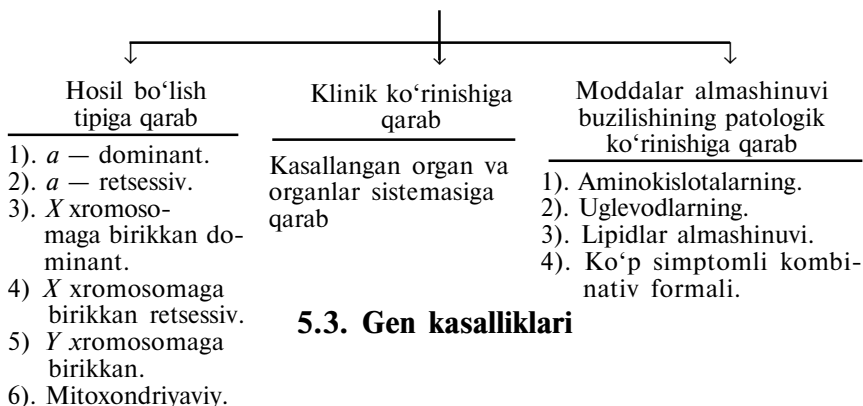 Hosil bo‘lish
tipiga qarab
1). a — dominant.
2). a — retsessiv.
3). X xromoso-
maga birikkan do-
minant.
4) X xromosomaga
birikkan retsessiv.
5) Y xromosomaga
birikkan.
6). Mitoxondriyaviy.
Klinik ko‘rinishiga
qarab
Kasallangan organ va
organlar sistemasiga
qarab
Moddalar almashinuvi
buzilishining patologik
ko‘rinishiga qarab
1). Aminokislotalarning.
2). Uglevodlarning.
3). Lipidlar almashinuvi.
4). Ko‘p simptomli kombi-
nativ formali.
5.3. Gen kasalliklari